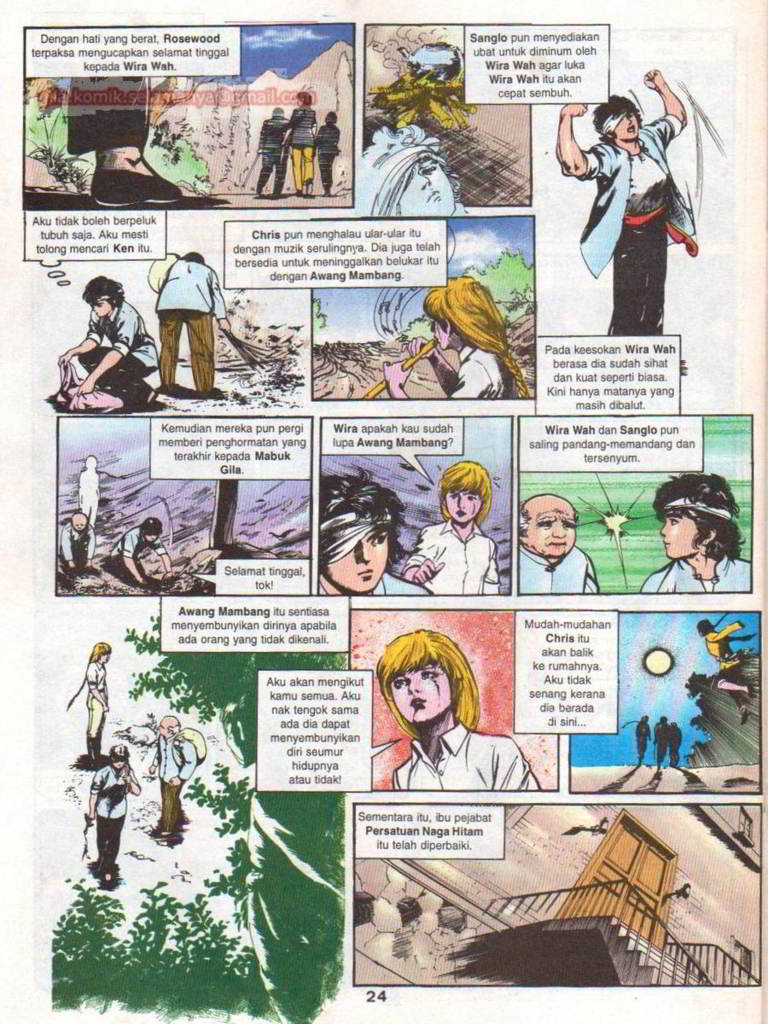 Dengan hati yang berat, Rosewood
terpaksa mengucapkan selamat tinggal
kepada Wira Wah.
Sanglo pun menyediakan
ubat untuk diminum oleh
Wira Wah agar luka
Wira Wah itu akan
cepat sembuh.
Aku tidak boleh berpeluk
tubuh saja. Aku mesti
tolong mencari Ken itu.
Chris pun menghalau ular-ular itu
dengan muzik serulingnya. Dia juga telah
bersedia untuk meninggalkan belukar itu
dengan Awang Mambang.
Pada keesokan Wira Wah
berasa dia sudah sihat
dan kuat seperti biasa.
Kini hanya matanya yang
masih dibalut.
Kemudian mereka pun pergi
memberi penghormatan yang
terakhir kepada Mabuk
Gila.
Selamat tinggal,
tok!
Wira apakah kau sudah
lupa Awang Mambang?
Wira Wah dan Sanglo pun
saling pandang-memandang dan
tersenyum.
Awang Mambang itu sentiasa
menyembunyikan dirinya apabila
ada orang yang tidak dikenali.
Aku akan mengikut
kamu semua. Aku
nak tengok sama
ada dia dapat
menyembunyikan
diri seumur
hidupnya
atau tidak!
Mudah-mudahan
Chris itu
akan balik
ke rumahnya.
Aku tidak
senang kerana
dia berada
di sini...
Sementara itu, ibu pejabat
Persatuan Naga Hitam
itu telah diperbaiki.
24